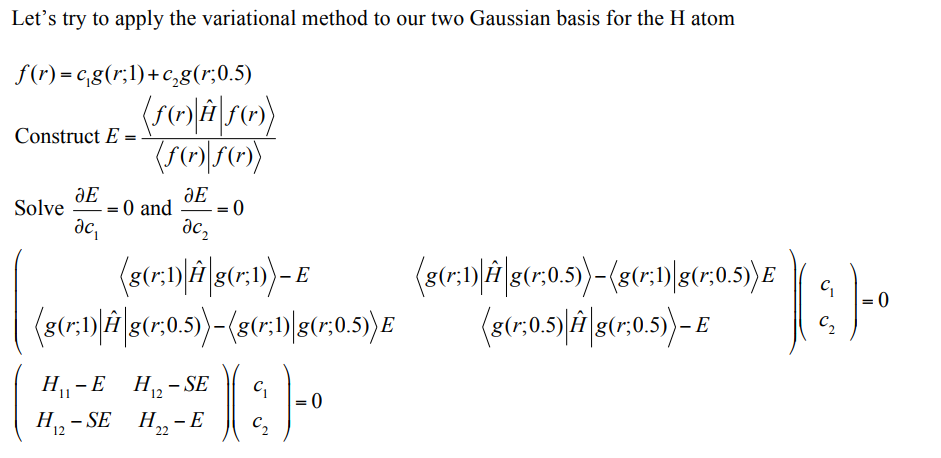 Let's try to apply the variational method to our two Gaussian basis for the H atom
f(r) = c₁g(r;1) + c₂g(r;0.5)
Construct E = ⟨f(r)|Ĥ|f(r)⟩ / ⟨f(r)|f(r)⟩
Solve ∂E/∂c₁ = 0 and ∂E/∂c₂ = 0
( ⟨g(r;1)|Ĥ|g(r;1)⟩ − E    ⟨g(r;1)|Ĥ|g(r;0.5)⟩ − ⟨g(r;1)|g(r;0.5)⟩E ) ( c₁ ) = 0
( ⟨g(r;1)|Ĥ|g(r;0.5)⟩ − ⟨g(r;1)|g(r;0.5)⟩E    ⟨g(r;0.5)|Ĥ|g(r;0.5)⟩ − E ) ( c₂ )
( H₁₁ − E    H₁₂ − SE ) ( c₁ ) = 0
( H₁₂ − SE    H₂₂ − E ) ( c₂ )